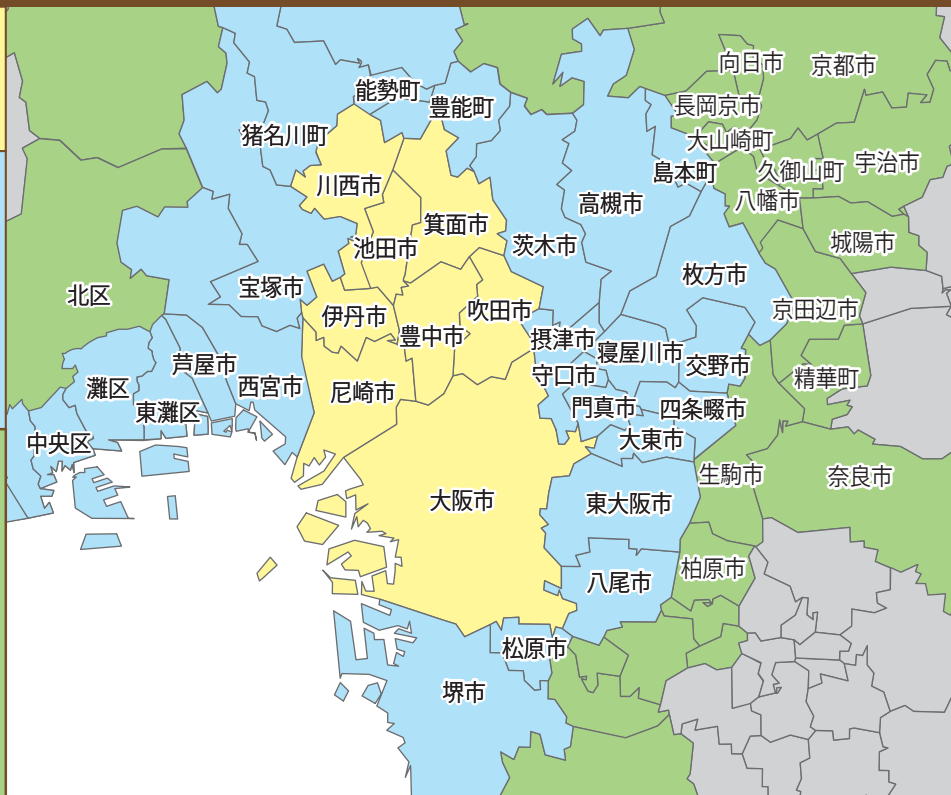 向日市
京都市
能勢町
豊能町
長岡京市
猪名川町
大山崎町
久御山町
宇治市
島本町
川西市
八幡市
高槻市
箕面市
池田市
茨木市
城陽市
枚方市
北区
宝塚市
京田辺市
伊丹市
吹田市
豊中市
摂津市
寝屋川市
芦屋市
交野市
守口市
精華町
灘区
西宮市
尼崎市
東灘区
門真市
四条畷市
中央区
大東市
生駒市
奈良市
大阪市
東大阪市
柏原市
八尾市
松原市
堺市